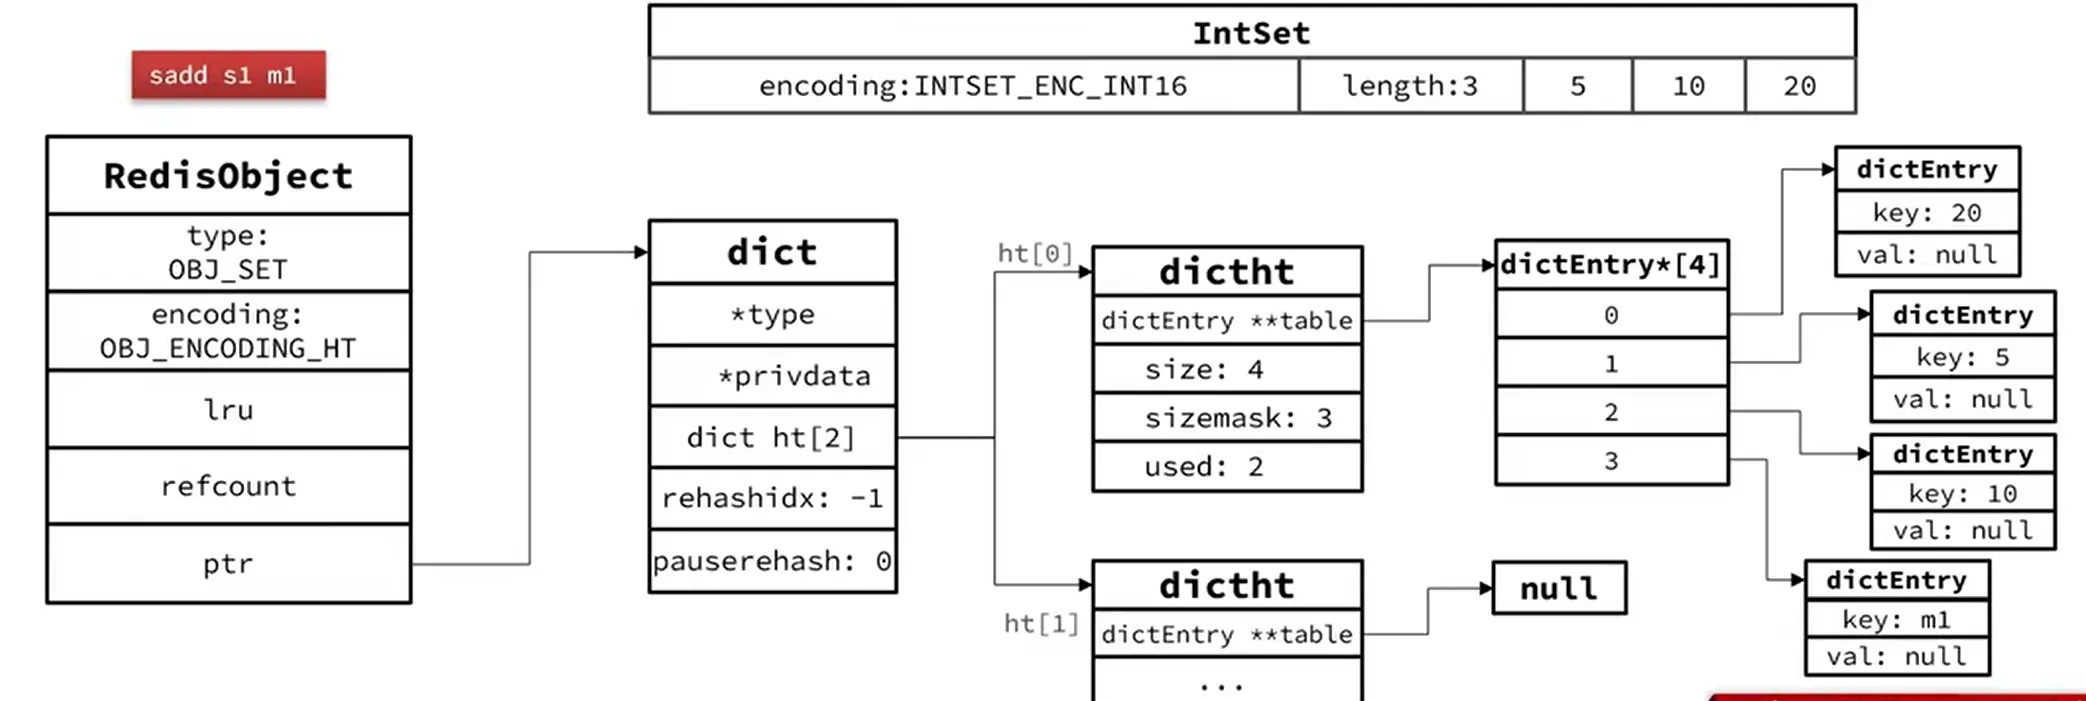 sadd s1 m1
IntSet
encoding:INTSET_ENC_INT16
length:3
5
10
20
RedisObject
type:
OBJ_SET
encoding:
OBJ_ENCODING_HT
lru
refcount
ptr
dict
*type
*privdata
dict ht[2]
rehashidx: -1
pauserehash: 0
ht[0]
dictht
dictEntry **table
size: 4
sizemask: 3
used: 2
ht[1]
dictht
dictEntry **table
...
dictEntry*[4]
0
1
2
3
null
dictEntry
key: 20
val: null
dictEntry
key: 5
val: null
dictEntry
key: 10
val: null
dictEntry
key: m1
val: null